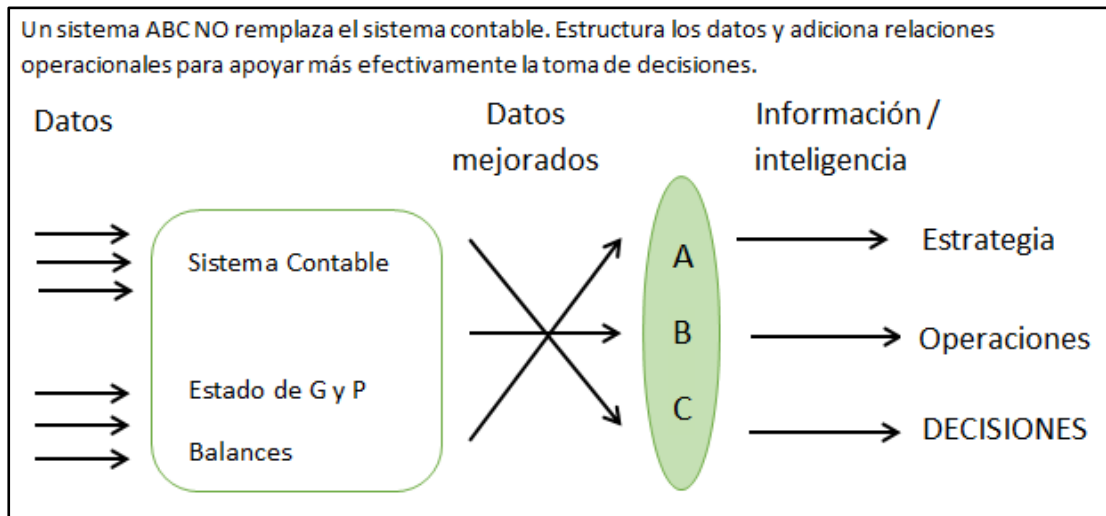 Un sistema ABC NO remplaza el sistema contable. Estructura los datos y adiciona relaciones
operacionales para apoyar más efectivamente la toma de decisiones.
Datos
Datos
mejorados
Información /
inteligencia
Sistema Contable
Estado de G y P
Balances
A
B
C
Estrategia
Operaciones
DECISIONES